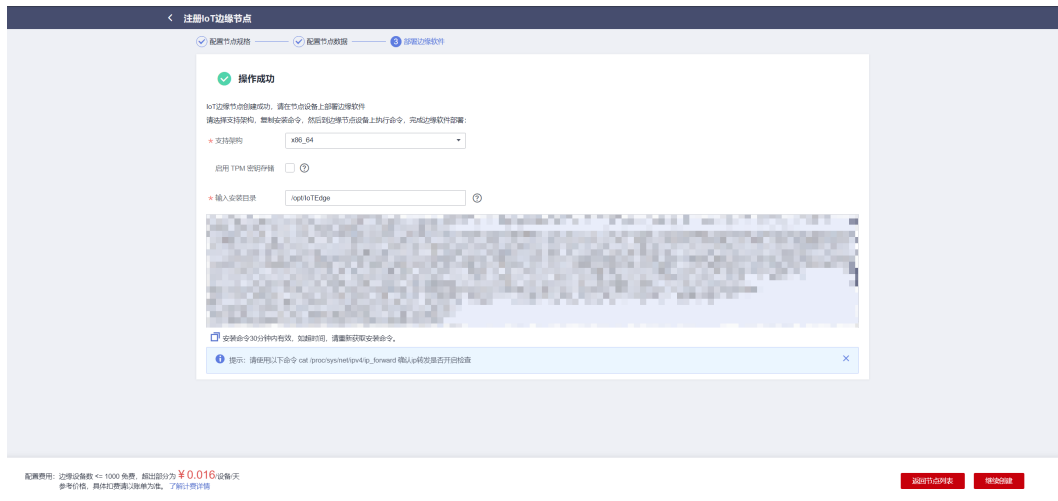 注册IoT边缘节点
配置节点规格 配置节点数据 3 部署边缘软件
操作成功
IoT边缘节点创建成功，请在节点设备上部署边缘软件
请选择支持架构，复制安装命令，然后到边缘节点设备上执行命令，完成边缘软件部署：
* 支持架构 x86_64
启用 TPM 密钥存储
* 输入安装目录 /opt/IoTEdge
安装命令30分钟内有效，如超时间，请重新获取安装命令。
提示：请使用以下命令 cat /proc/sys/net/ipv4/ip_forward 确认ip转发是否开启检查
配置费用：边缘设备数 <= 1000 免费，超出部分为 ¥0.016/设备/天
参考价格，具体扣费请以账单为准。 了解计费详情
返回节点列表 继续创建